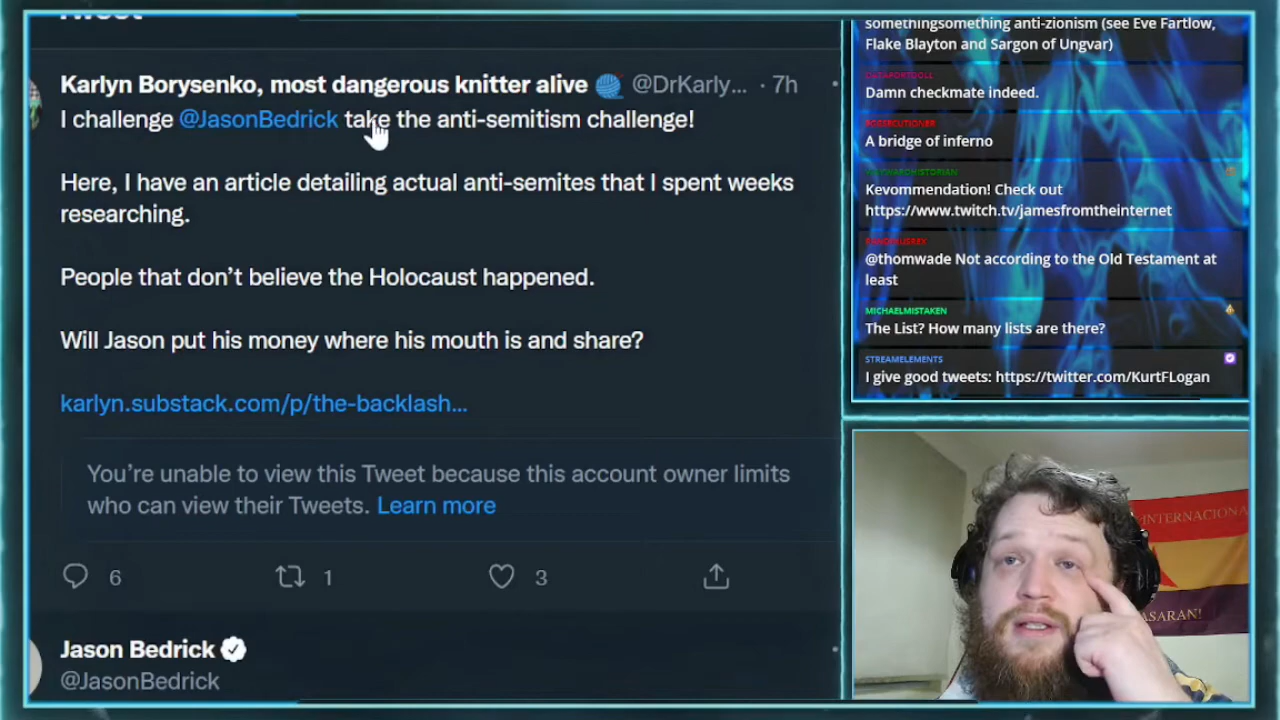 Tweet
Karlyn Borysenko, most dangerous knitter alive @DrKarly... · 7h
I challenge @JasonBedrick take the anti-semitism challenge!
Here, I have an article detailing actual anti-semites that I spent weeks
researching.
People that don’t believe the Holocaust happened.
Will Jason put his money where his mouth is and share?
karlyn.substack.com/p/the-backlash...
You’re unable to view this Tweet because this account owner limits
who can view their Tweets. Learn more
6 1 3
Jason Bedrick
@JasonBedrick
somethingsomething anti-zionism (see Eve Fartlow,
Flake Blayton and Sargon of Ungvar)
Damn checkmate indeed.
A bridge of inferno
Kevommendation! Check out
https://www.twitch.tv/jamesfromtheinternet
@thomwade Not according to the Old Testament at
least
MICHAELMISTAKEN
The List? How many lists are there?
STREAMELEMENTS
I give good tweets: https://twitter.com/KurtFLogan
INTERNACIONA
ASARAN!